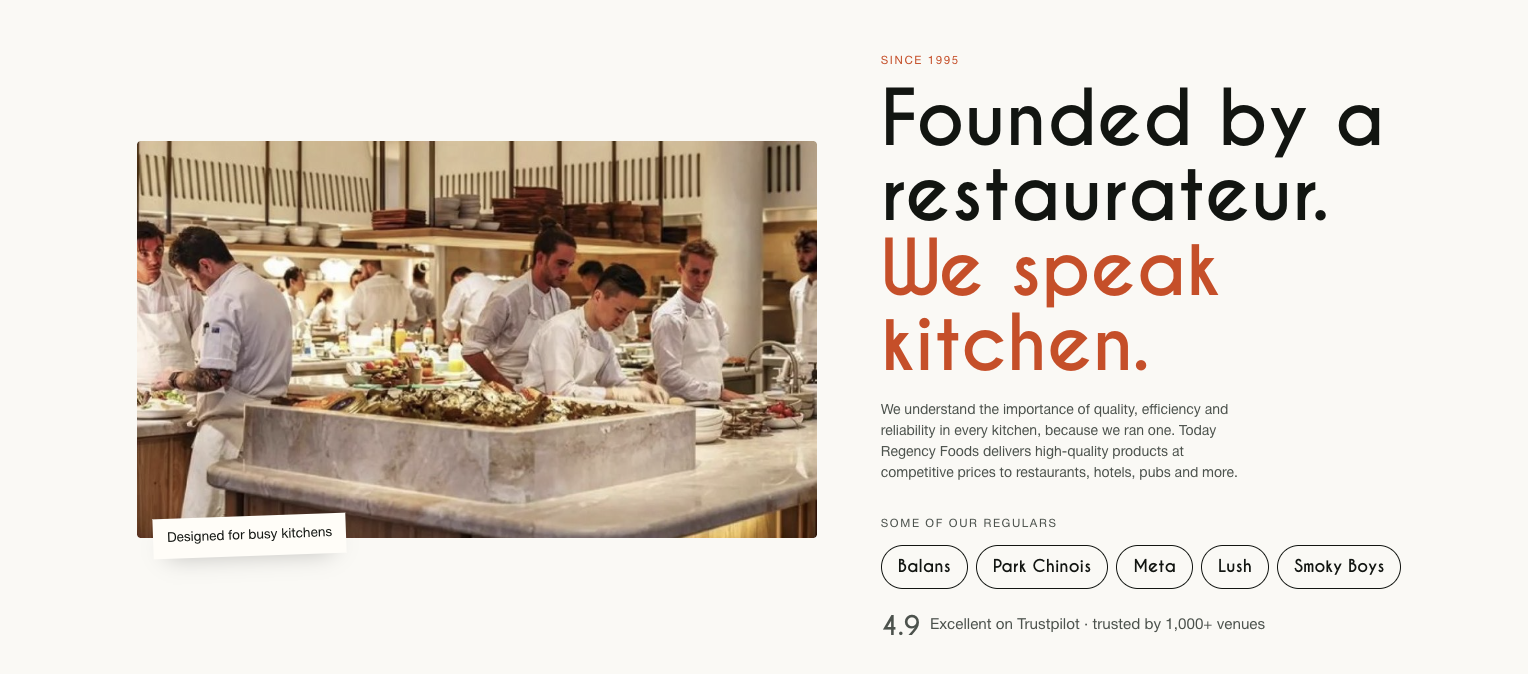 SINCE 1995
Founded by a
restaurateur.
We speak
kitchen.
We understand the importance of quality, efficiency and
reliability in every kitchen, because we ran one. Today
Regency Foods delivers high-quality products at
competitive prices to restaurants, hotels, pubs and more.
SOME OF OUR REGULARS
Balans Park Chinois Meta Lush Smoky Boys
4.9 Excellent on Trustpilot · trusted by 1,000+ venues
Designed for busy kitchens